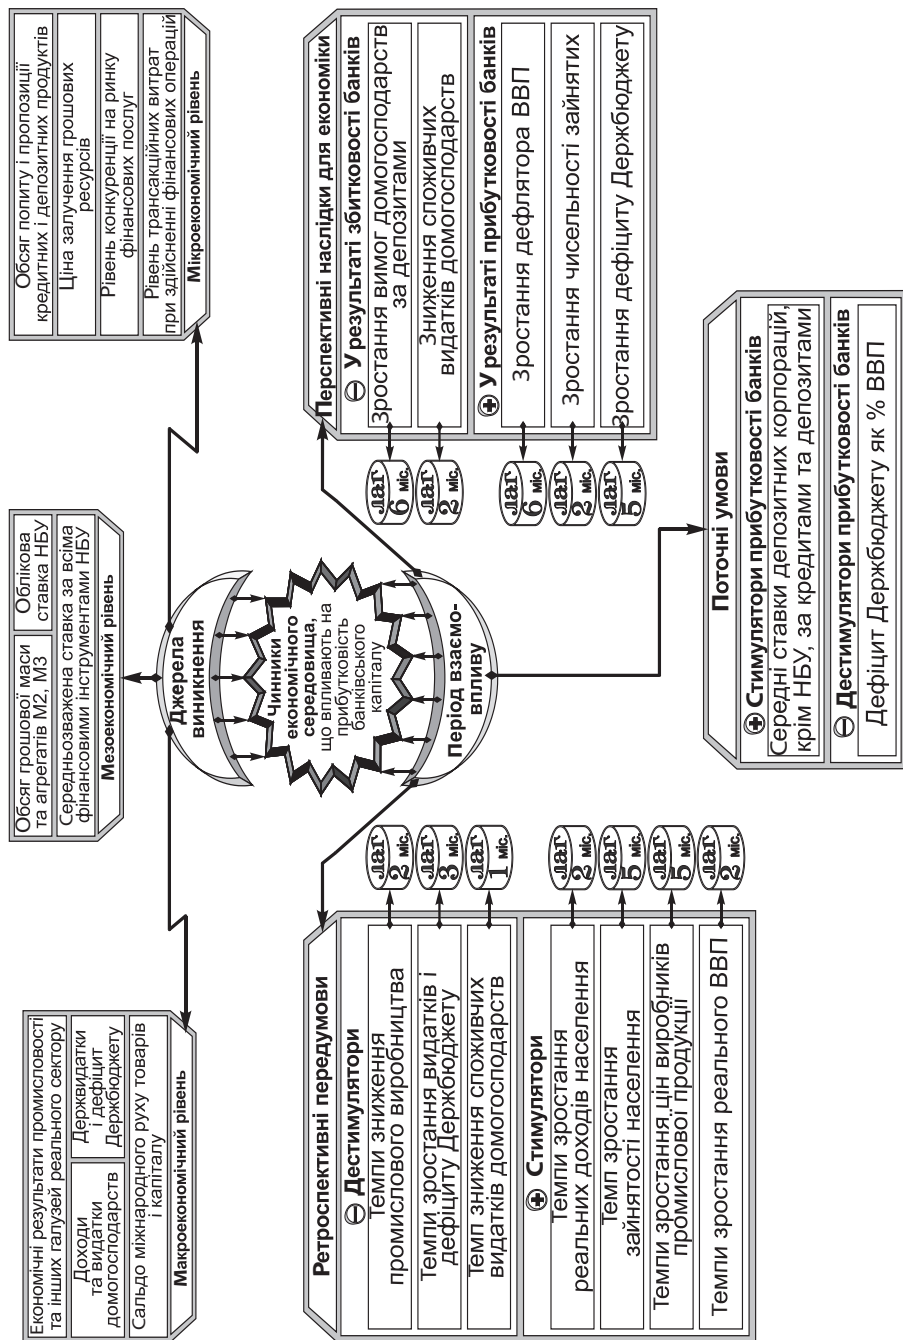 Економічні результати промисловості
та інших галузей реального сектору
Доходи
та видатки
домогосподарств
Держвидатки
і дефіцит
Держбюджету
Сальдо міжнародного руху товарів
і капіталу
Макроекономічний рівень
Обсяг грошової маси
та агрегатів М2, М3
Облікова
ставка НБУ
Середньозважена ставка за всіма
фінансовими інструментами НБУ
Мезоекономічний рівень
Обсяг попиту і пропозиції
кредитних і депозитних продуктів
Ціна залучення грошових
ресурсів
Рівень конкуренції на ринку
фінансових послуг
Рівень трансакційних витрат
при здійсненні фінансових операцій
Мікроекономічний рівень
Джерела
виникнення
Чинники
економічного
середовища,
що впливають на
прибутковість
банківського
капіталу
Період взаємо-
впливу
Ретроспективні передумови
⊖ Дестимулятори
Темпи зниження
промислового виробництва
лаг
2 міс.
Темпи зростання видатків і
дефіциту Держбюджету
лаг
3 міс.
Темп зниження споживчих
видатків домогосподарств
лаг
1 міс.
⊕ Стимулятори
Темпи зростання
реальних доходів населення
лаг
2 міс.
Темп зростання
зайнятості населення
лаг
5 міс.
Темпи зростання цін виробників
промислової продукції
лаг
5 міс.
Темпи зростання реального ВВП
лаг
2 міс.
Перспективні наслідки для економіки
⊖ У результаті збитковості банків
Зростання вимог домогосподарств
за депозитами
лаг
6 міс.
Зниження споживчих
видатків домогосподарств
лаг
2 міс.
⊕ У результаті прибутковості банків
Зростання дефлятора ВВП
лаг
6 міс.
Зростання чисельності зайнятих
лаг
2 міс.
Зростання дефіциту Держбюджету
лаг
5 міс.
Поточні умови
⊕ Стимулятори прибутковості банків
Середні ставки депозитних корпорацій,
крім НБУ, за кредитами та депозитами
⊖ Дестимулятори прибутковості банків
Дефіцит Держбюджету як % ВВП